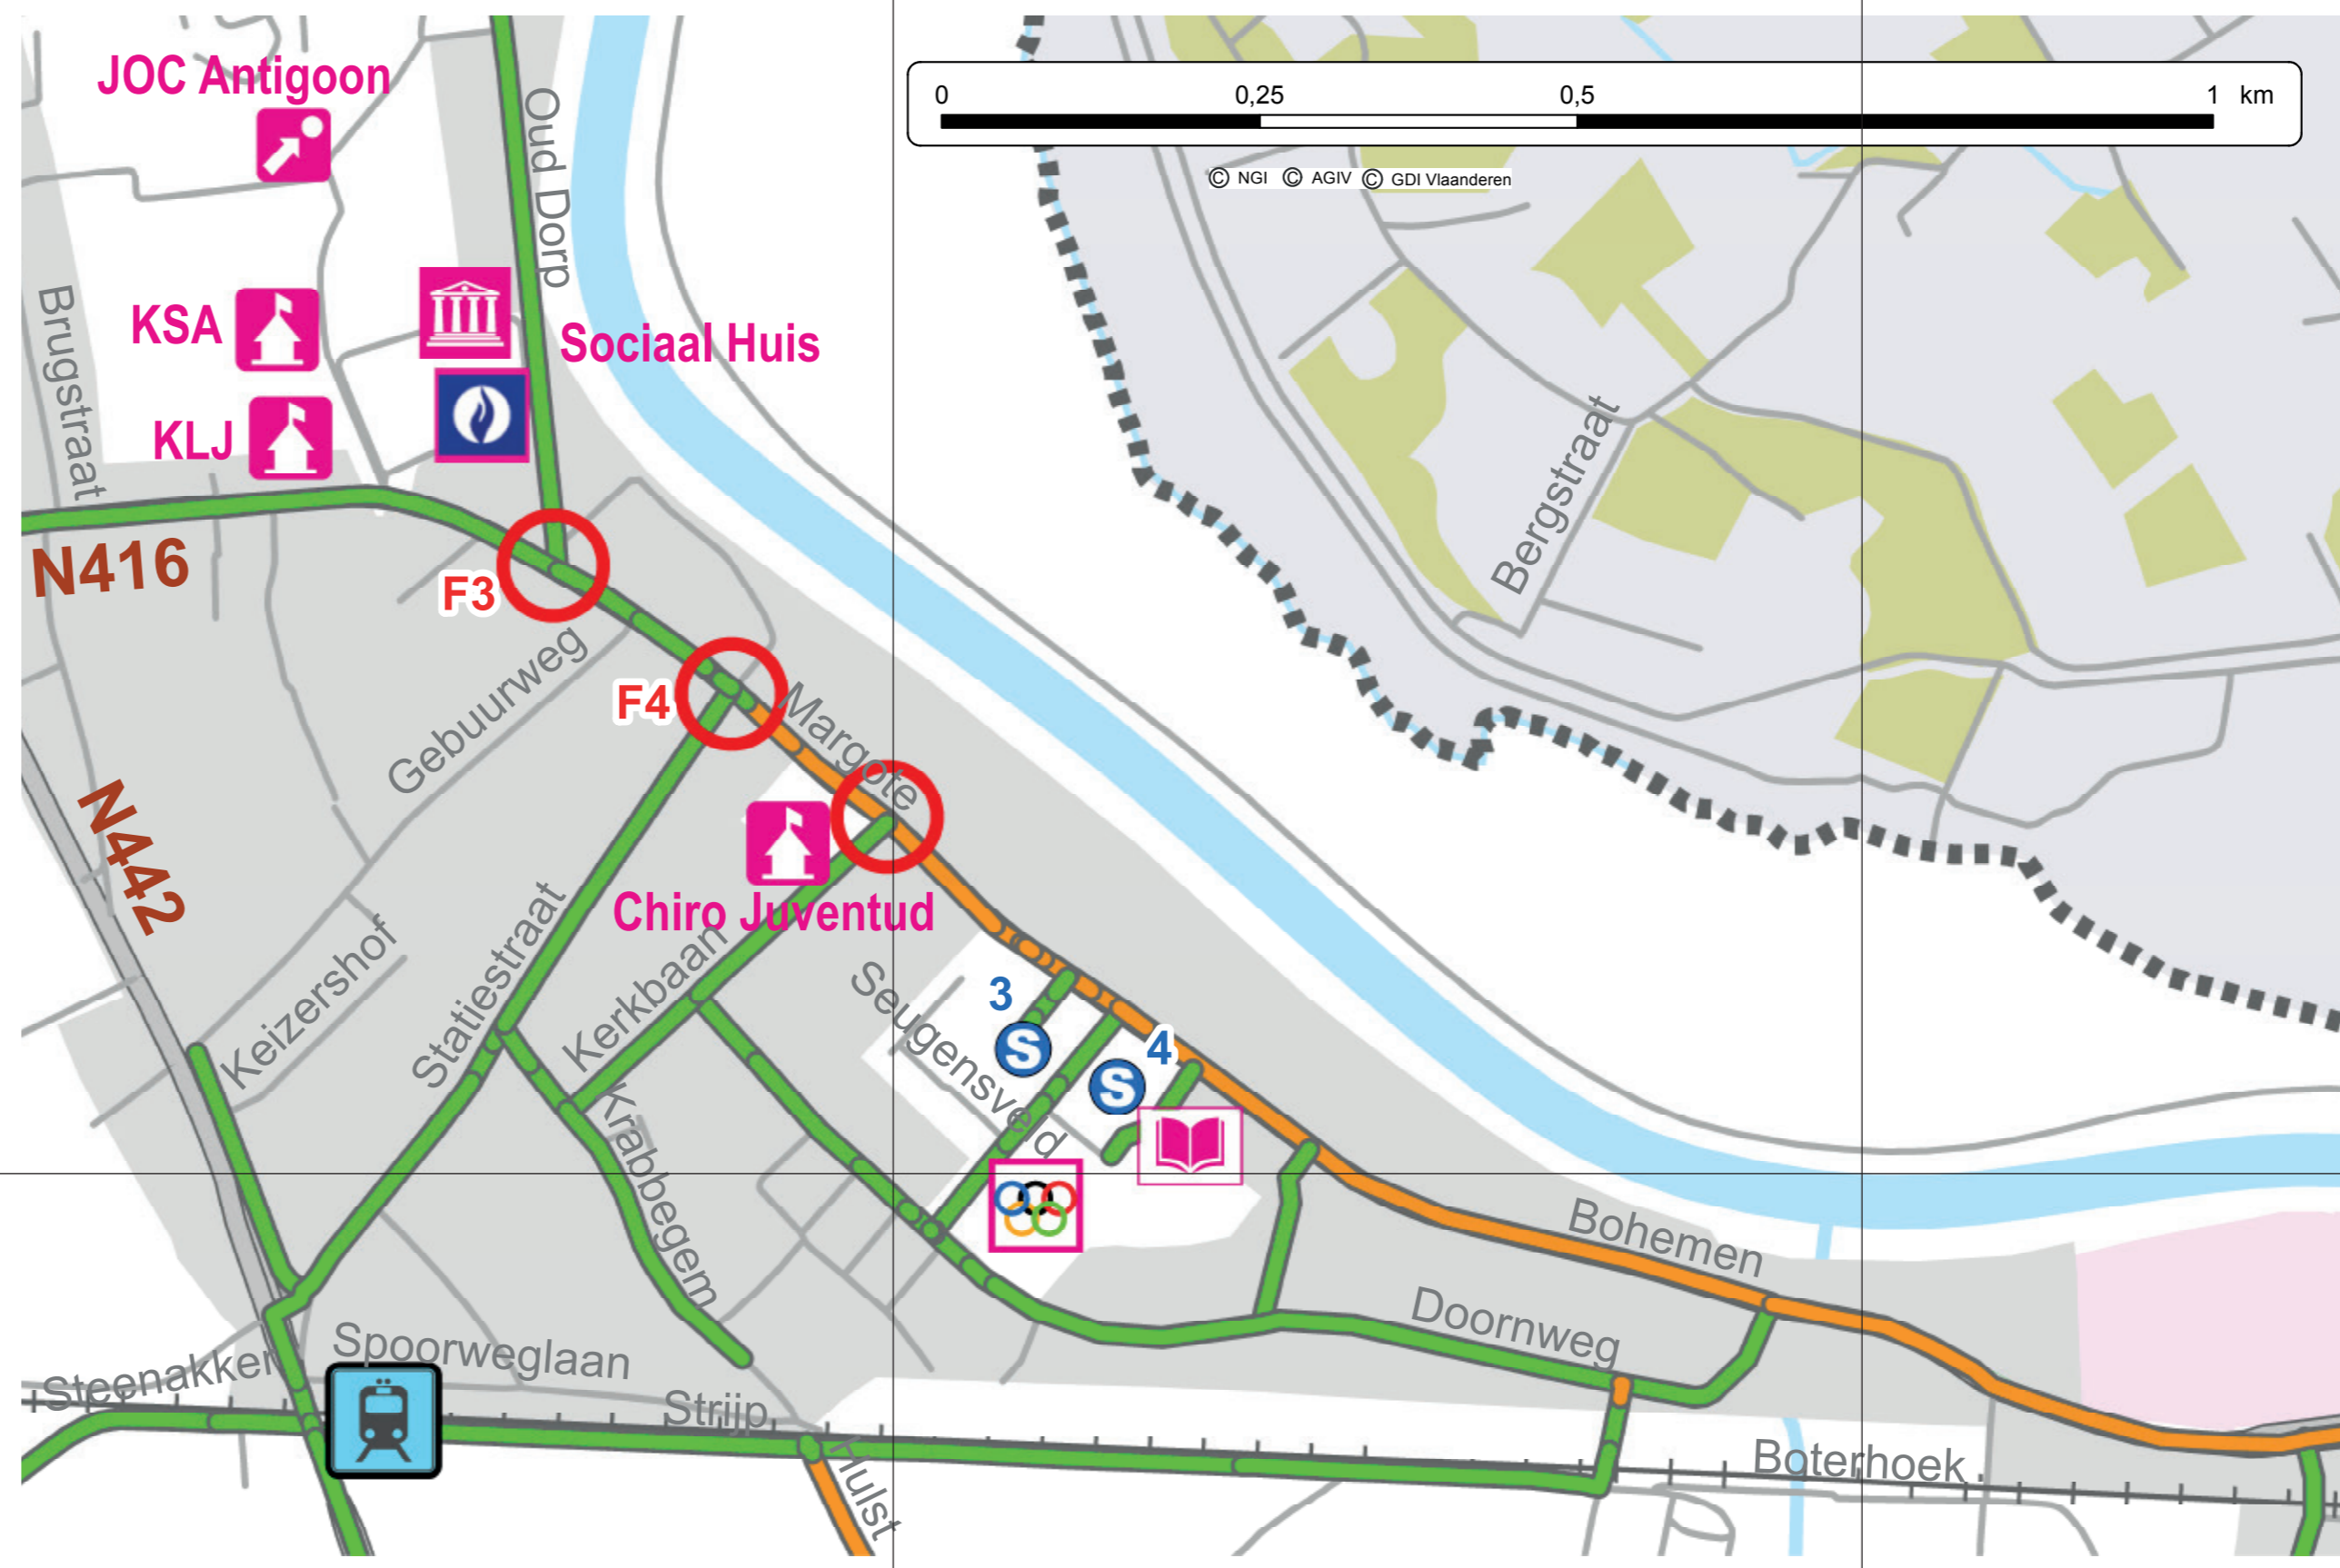 JOC Antigoon
Oud Dorp
0 0,25 0,5 1 km
© NGI © AGIV © GDI Vlaanderen
Brugstraat
KSA
Sociaal Huis
KLJ
Bergstraat
N416
F3
Gebuurweg
F4
Margote
N442
Chiro Juventud
Keizershof
Statiestraat
Kerkbaan
Seugensveld
3
S
4
S
Krabbegem
Bohemen
Doornweg
Spoorweglaan
Steenakker
Strijp
Hulst
Boterhoek